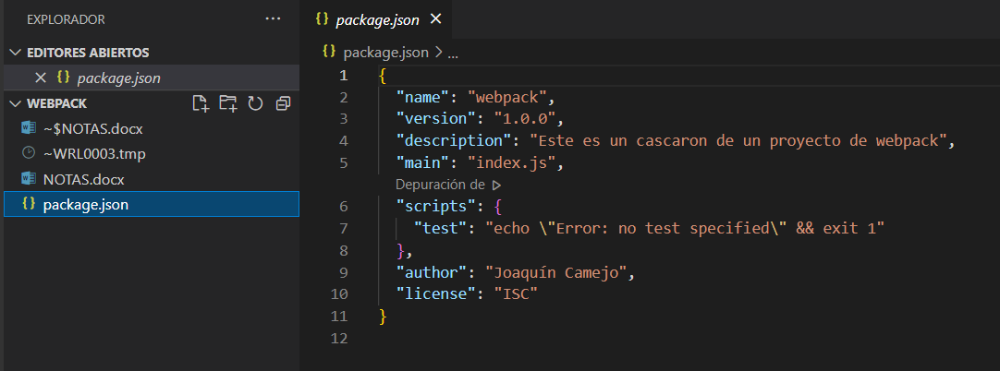 EXPLORADOR
EDITORES ABIERTOS
package.json
WEBPACK
~$NOTAS.docx
~WRL0003.tmp
NOTAS.docx
package.json
package.json
package.json > ...
1 {
2 "name": "webpack",
3 "version": "1.0.0",
4 "description": "Este es un cascaron de un proyecto de webpack",
5 "main": "index.js",
Depuración de
6 "scripts": {
7 "test": "echo \"Error: no test specified\" && exit 1"
8 },
9 "author": "Joaquín Camejo",
10 "license": "ISC"
11 }
12